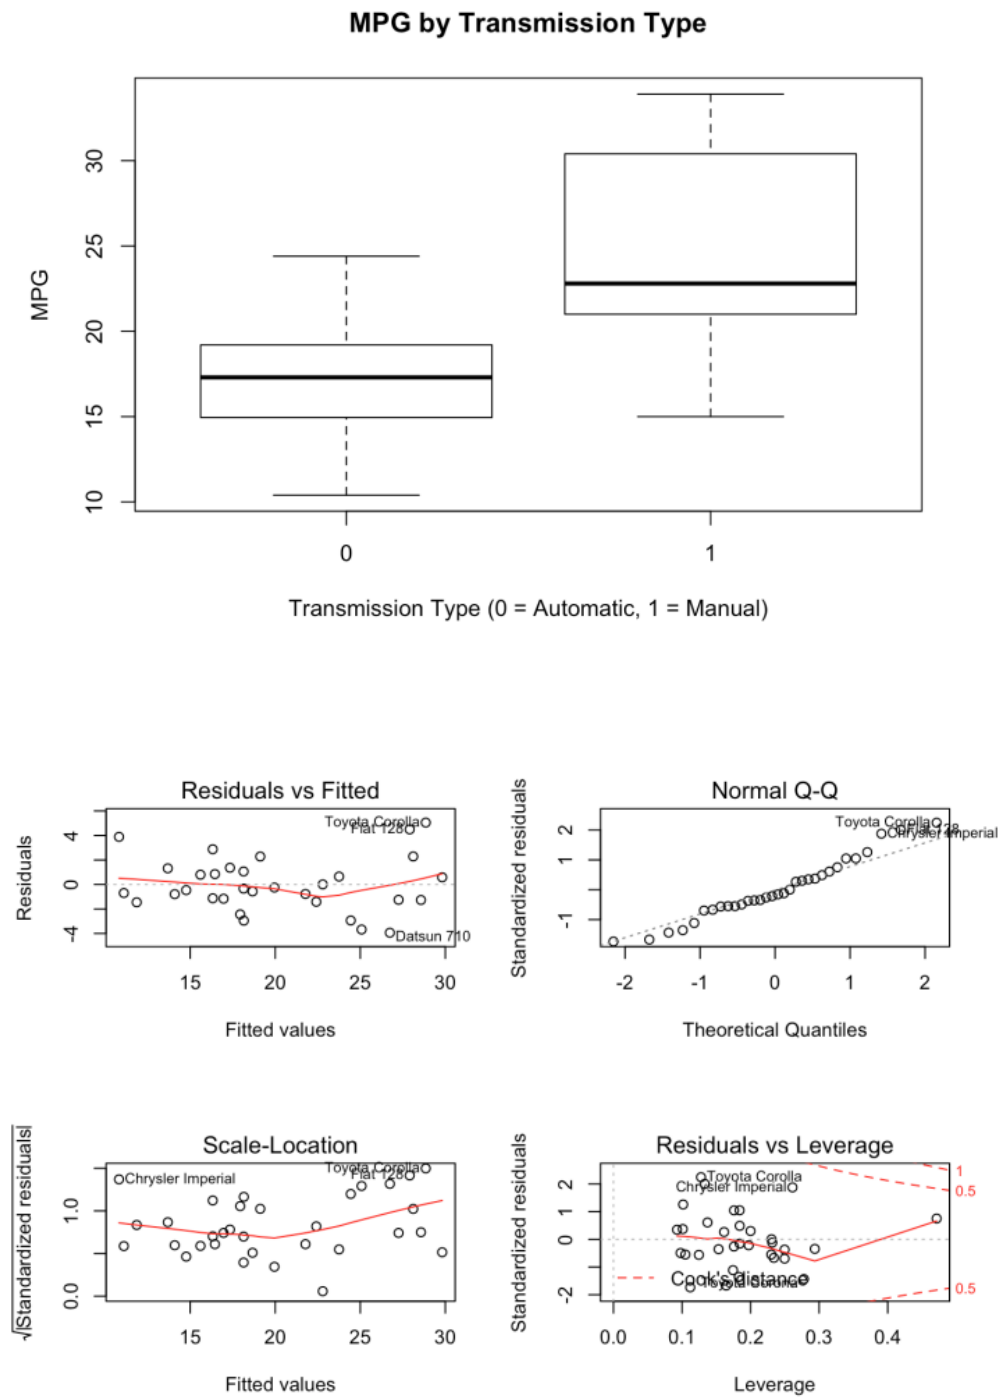 MPG by Transmission Type
MPG
30
25
20
15
10
0
1
Transmission Type (0 = Automatic, 1 = Manual)
Residuals vs Fitted
Residuals
4
0
-4
Toyota Corolla
Fiat 128
Datsun 710
15
20
25
30
Fitted values
Normal Q-Q
Standardized residuals
2
1
-1
Toyota Corolla
Fiat 128
Chrysler Imperial
-2
-1
0
1
2
Theoretical Quantiles
Scale-Location
√|Standardized residuals|
1.0
0.0
Toyota Corolla
Fiat 128
Chrysler Imperial
15
20
25
30
Fitted values
Residuals vs Leverage
Standardized residuals
2
1
0
-2
Toyota Corolla
Chrysler Imperial
Cook's distance
Toyota Corona
1
0.5
0.5
0.0
0.1
0.2
0.3
0.4
Leverage